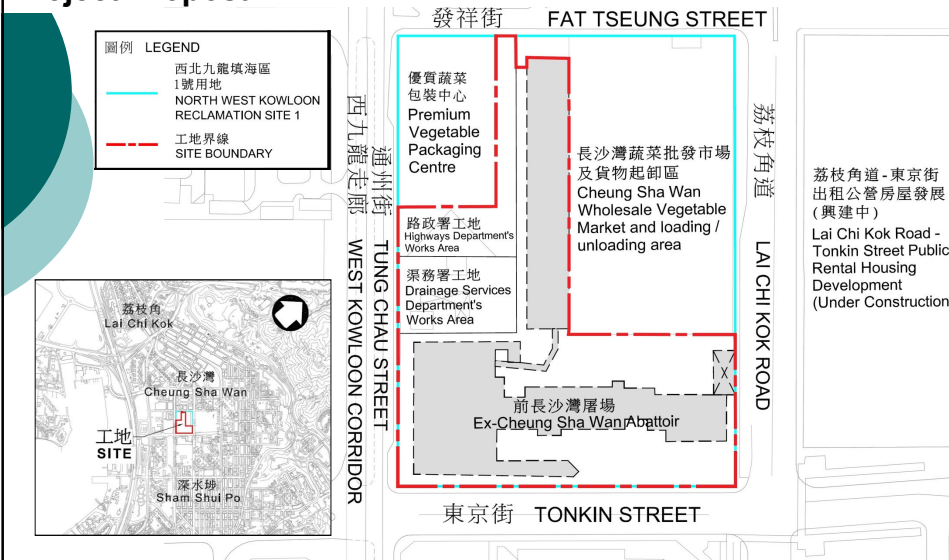 發祥街 FAT TSEUNG STREET
圖例 LEGEND
西北九龍填海區
1號用地
NORTH WEST KOWLOON
RECLAMATION SITE 1
工地界線
SITE BOUNDARY
優質蔬菜
包裝中心
Premium
Vegetable
Packaging
Centre
西九龍走廊 WEST KOWLOON CORRIDOR
通州街 TUNG CHAU STREET
路政署工地
Highways Department's
Works Area
渠務署工地
Drainage Services
Department's
Works Area
長沙灣蔬菜批發市場
及貨物起卸區
Cheung Sha Wan
Wholesale Vegetable
Market and loading /
unloading area
荔枝角道 LAI CHI KOK ROAD
荔枝角道-東京街
出租公營房屋發展
(興建中)
Lai Chi Kok Road -
Tonkin Street Public
Rental Housing
Development
(Under Construction
前長沙灣屠場
Ex-Cheung Sha Wan Abattoir
東京街 TONKIN STREET
荔枝角
Lai Chi Kok
長沙灣
Cheung Sha Wan
工地
SITE
深水埗
Sham Shui Po